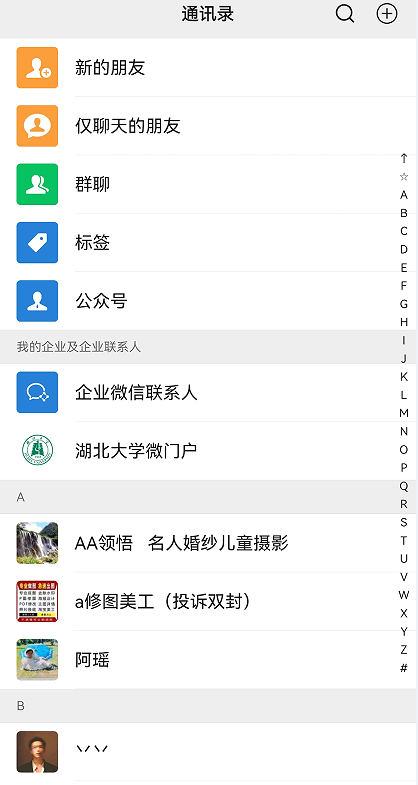 通讯录
新的朋友
仅聊天的朋友
群聊
标签
公众号
我的企业及企业联系人
企业微信联系人
湖北大学微门户
A
AA领悟 名人婚纱儿童摄影
a修图美工（投诉双封）
阿瑶
B
丷丷
↑
☆
A
B
C
D
E
F
G
H
I
J
K
L
M
N
O
P
Q
R
S
T
U
V
W
X
Y
Z
#